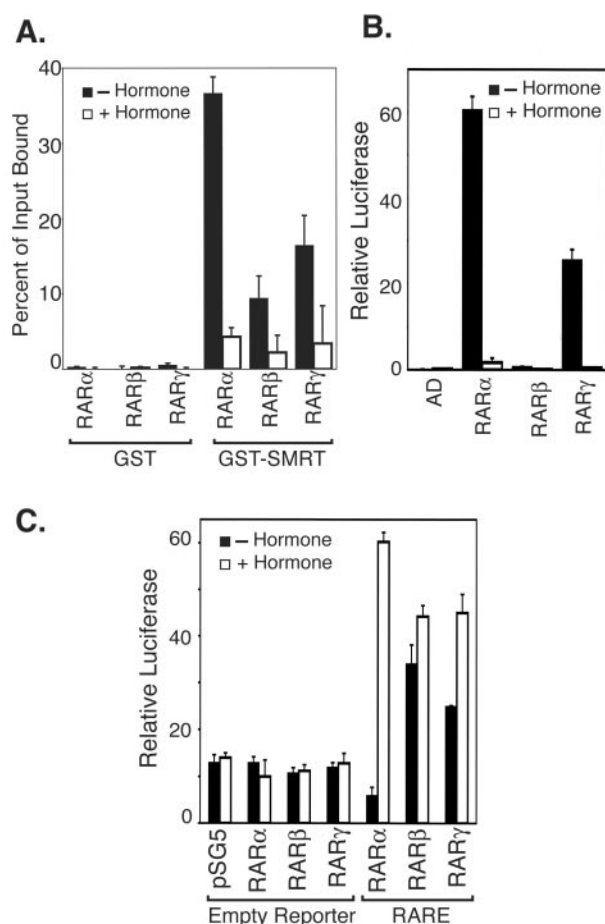 A.
40
30
20
10
0
Percent of Input Bound
– Hormone
+ Hormone
RARα
RARβ
RARγ
RARα
RARβ
RARγ
GST
GST-SMRT
B.
60
40
20
0
Relative Luciferase
– Hormone
+ Hormone
AD
RARα
RARβ
RARγ
C.
60
40
20
0
Relative Luciferase
– Hormone
+ Hormone
pSG5
RARα
RARβ
RARγ
RARα
RARβ
RARγ
Empty Reporter
RARE